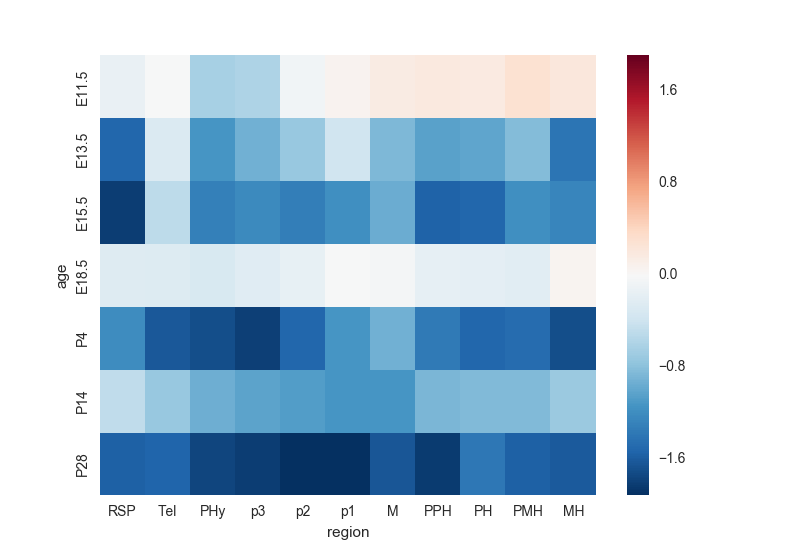 age
E11.5
E13.5
E15.5
E18.5
P4
P14
P28
RSP Tel PHy p3 p2 p1 M PPH PH PMH MH
region
1.6
0.8
0.0
−0.8
−1.6